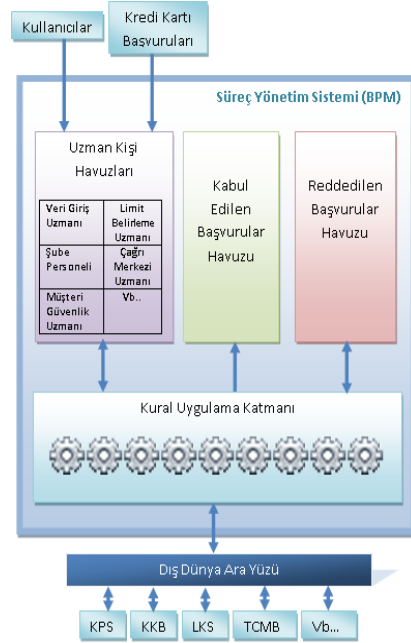 Kullanıcılar
Kredi Kartı
Başvuruları
Süreç Yönetim Sistemi (BPM)
Uzman Kişi
Havuzları
Veri Giriş
Uzmanı
Limit
Belirleme
Uzmanı
Şube
Personeli
Çağrı
Merkezi
Uzmanı
Müşteri
Güvenlik
Uzmanı
Vb..
Kabul
Edilen
Başvurular
Havuzu
Reddedilen
Başvurular
Havuzu
Kural Uygulama Katmanı
Dış Dünya Ara Yüzü
KPS
KKB
LKS
TCMB
Vb...